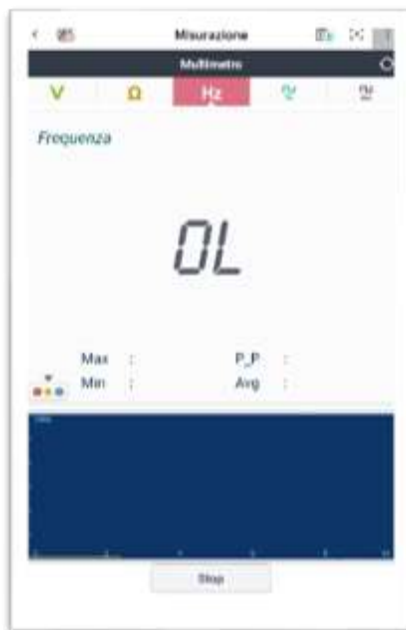 Misurazione
Multimetro
V Ω Hz
Frequenza
OL
Max : P_P :
Min : Avg :
Stop